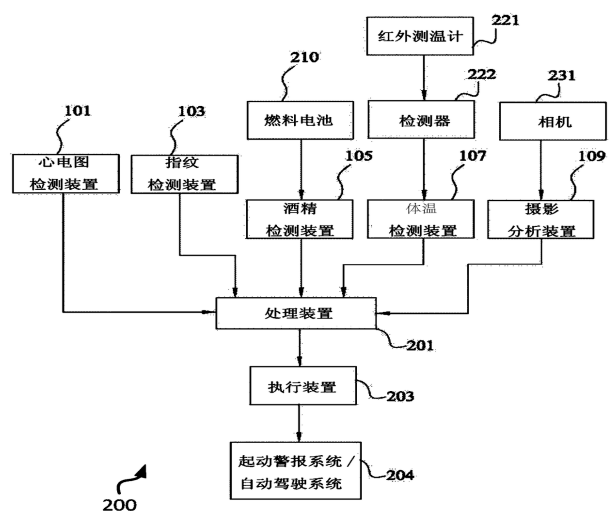 红外测温计
221
210
222
231
101
103
燃料电池
检测器
相机
心电图
检测装置
指纹
检测装置
105
107
109
酒精
检测装置
体温
检测装置
摄影
分析装置
处理装置
201
执行装置
203
起动警报系统/
自动驾驶系统
204
200